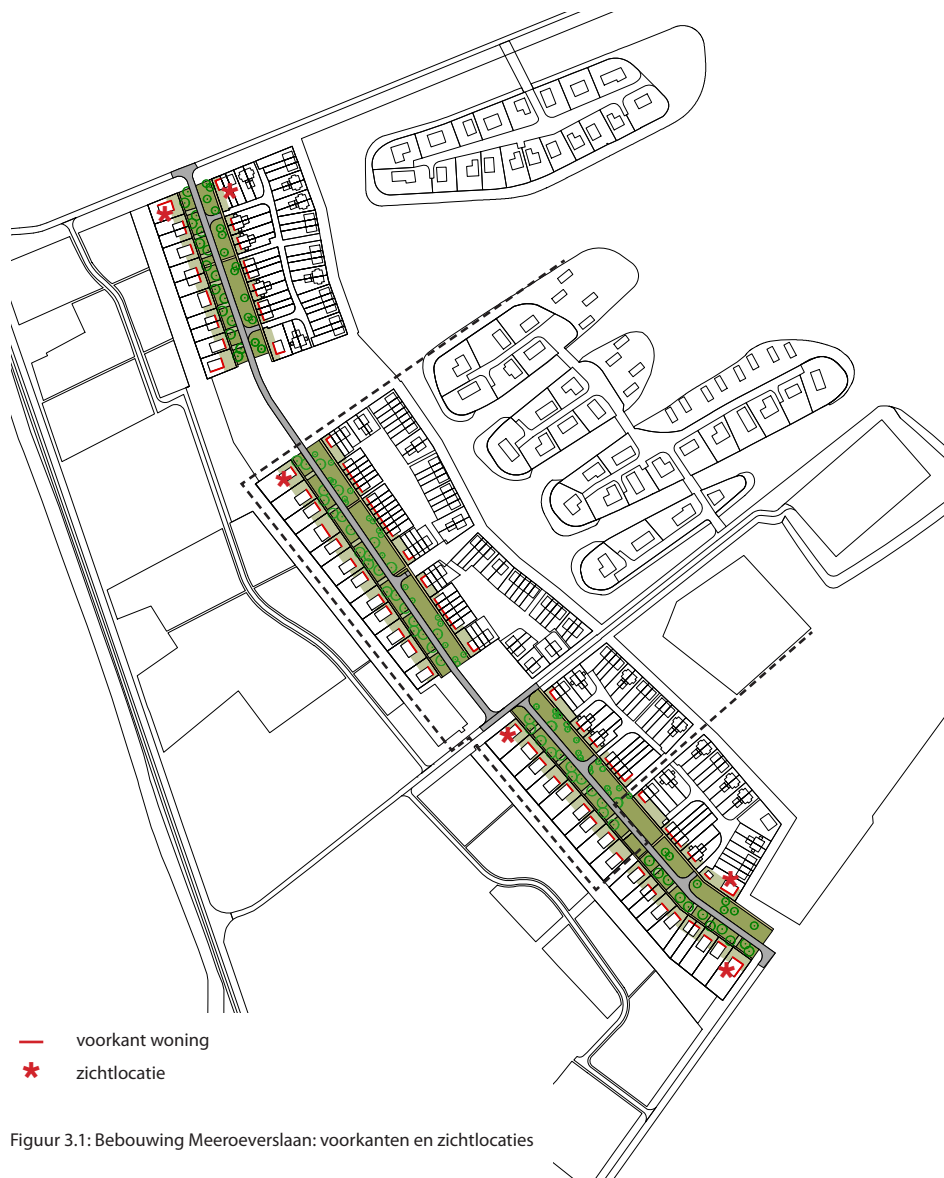 voorkant woning
zichtlocatie
Figuur 3.1: Bebouwing Meeroeverslaan: voorkanten en zichtlocaties